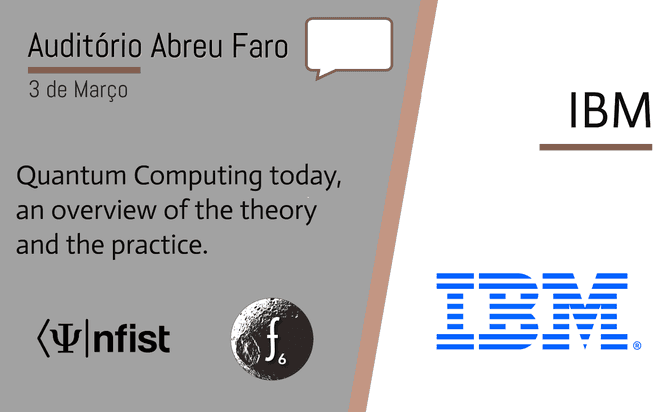 Auditório Abreu Faro
3 de Março
IBM
Quantum Computing today,
an overview of the theory
and the practice.
⟨Ψ|nfist
f6
IBM®